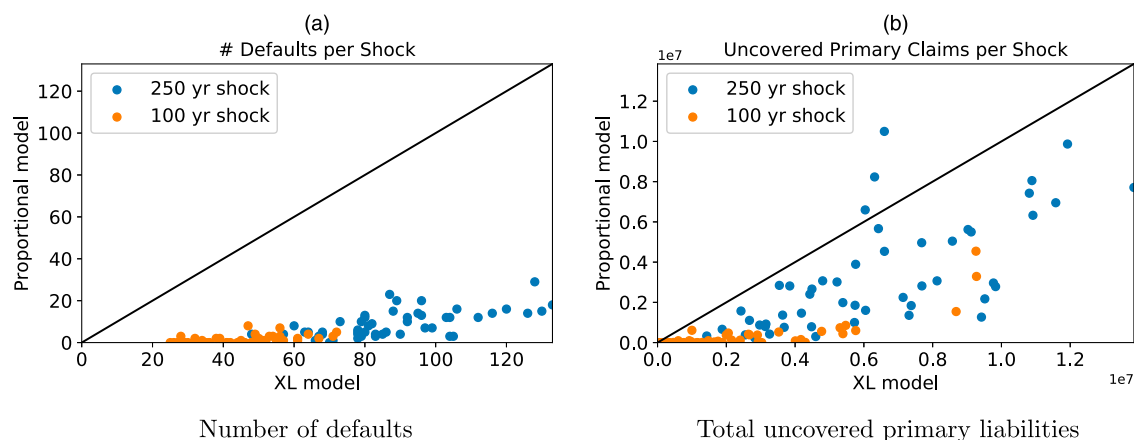 (a)
# Defaults per Shock
250 yr shock
100 yr shock
Proportional model
120
100
80
60
40
20
0
0 20 40 60 80 100 120
XL model
Number of defaults
(b)
1e7 Uncovered Primary Claims per Shock
250 yr shock
100 yr shock
Proportional model
1.2
1.0
0.8
0.6
0.4
0.2
0.0
0.0 0.2 0.4 0.6 0.8 1.0 1.2
1e7
XL model
Total uncovered primary liabilities